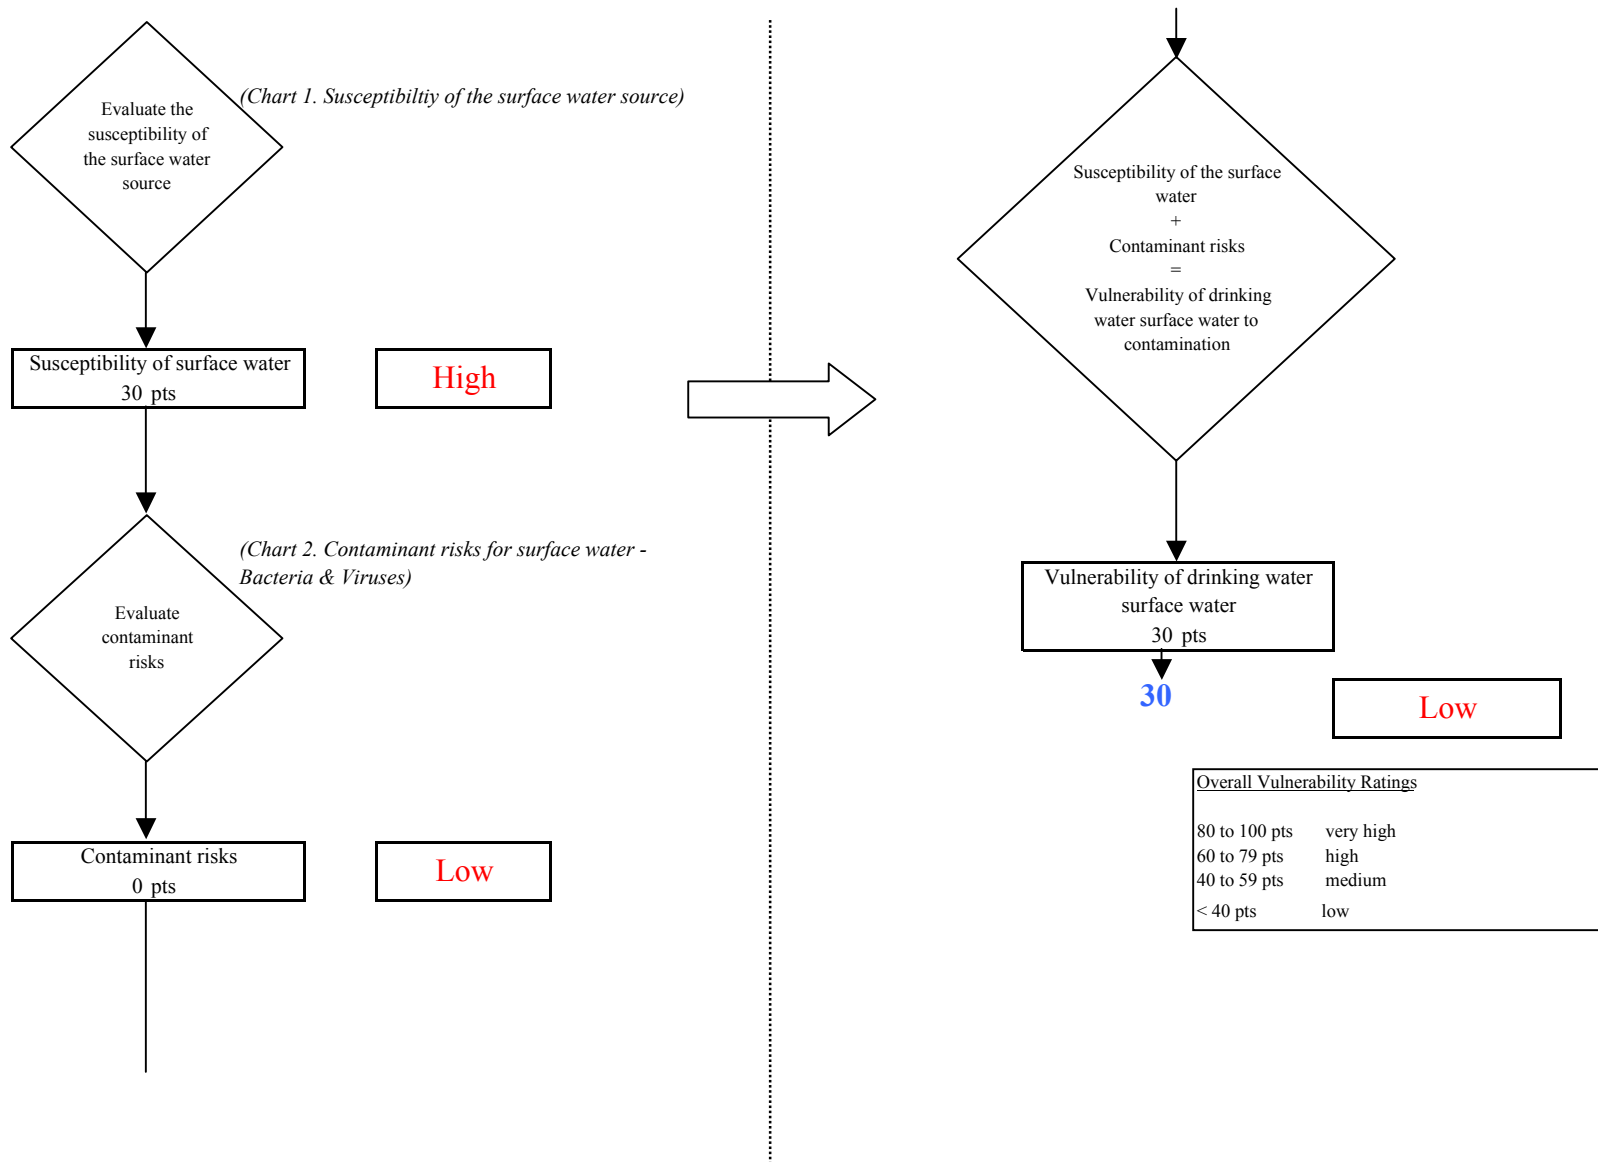 Evaluate the
susceptibility of
the surface water
source
(Chart 1. Susceptibiltiy of the surface water source)
Susceptibility of surface water
30 pts
High
(Chart 2. Contaminant risks for surface water -
Bacteria & Viruses)
Evaluate
contaminant
risks
Contaminant risks
0 pts
Low
Susceptibility of the surface
water
+
Contaminant risks
=
Vulnerability of drinking
water surface water to
contamination
Vulnerability of drinking water
surface water
30 pts
30
Low
Overall Vulnerability Ratings
80 to 100 pts very high
60 to 79 pts high
40 to 59 pts medium
< 40 pts low